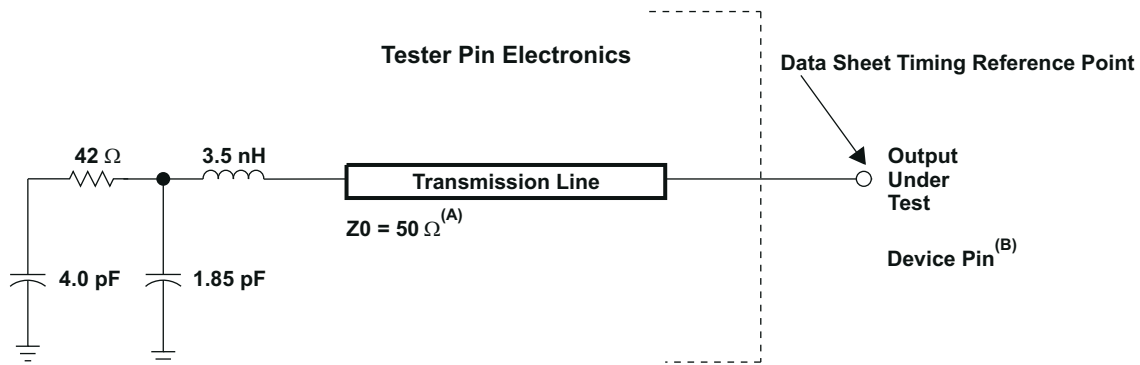 Tester Pin Electronics
Data Sheet Timing Reference Point
42 Ω
3.5 nH
Transmission Line
Output
Under
Test
Z0 = 50 Ω(A)
Device Pin(B)
4.0 pF
1.85 pF